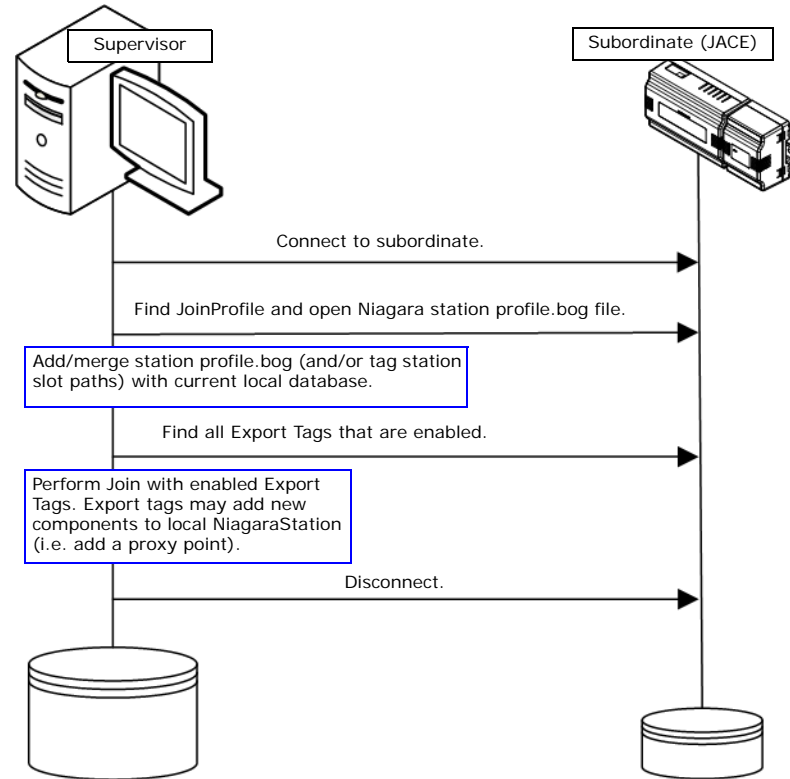 Supervisor
Subordinate (JACE)
Connect to subordinate.
Find JoinProfile and open Niagara station profile.bog file.
Add/merge station profile.bog (and/or tag station
slot paths) with current local database.
Find all Export Tags that are enabled.
Perform Join with enabled Export
Tags. Export tags may add new
components to local NiagaraStation
(i.e. add a proxy point).
Disconnect.